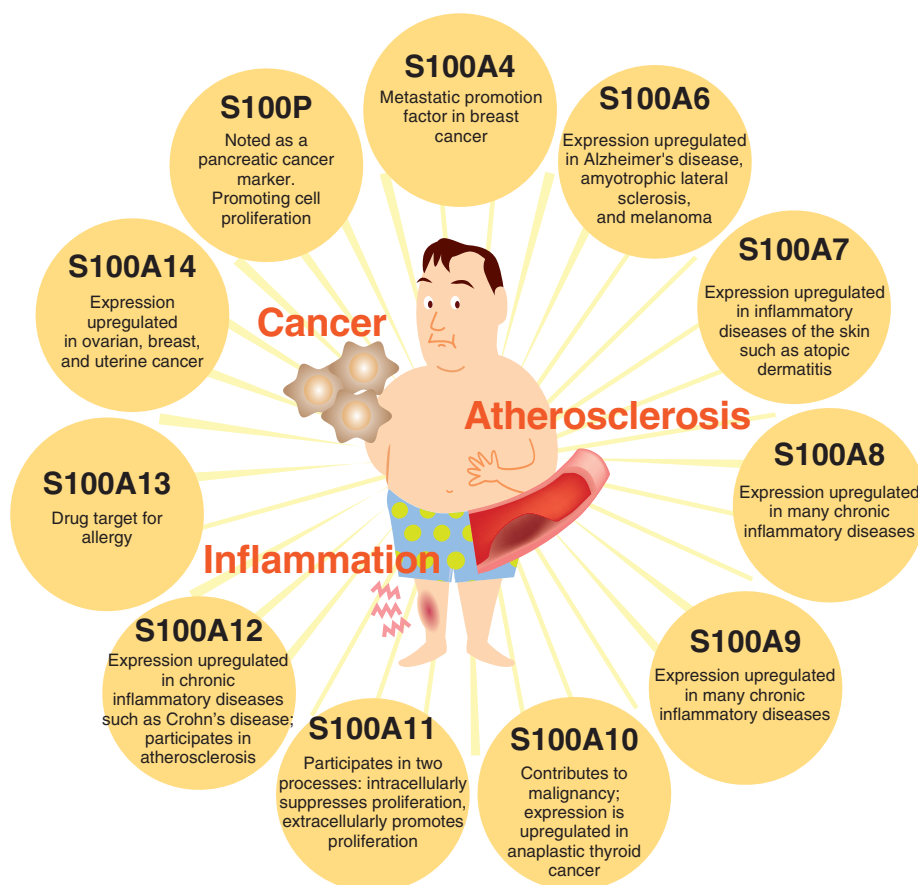 S100A4
Metastatic promotion
factor in breast
cancer
S100A6
Expression upregulated
in Alzheimer's disease,
amyotrophic lateral
sclerosis,
and melanoma
S100A7
Expression upregulated
in inflammatory
diseases of the skin
such as atopic
dermatitis
S100A8
Expression upregulated
in many chronic
inflammatory diseases
S100A9
Expression upregulated
in many chronic
inflammatory diseases
S100A10
Contributes to
malignancy;
expression is
upregulated in
anaplastic thyroid
cancer
S100A11
Participates in two
processes: intracellularly
suppresses proliferation,
extracellularly promotes
proliferation
S100A12
Expression upregulated
in chronic
inflammatory diseases
such as Crohn’s disease;
participates in
atherosclerosis
S100A13
Drug target for
allergy
S100A14
Expression
upregulated
in ovarian, breast,
and uterine cancer
S100P
Noted as a
pancreatic cancer
marker.
Promoting cell
proliferation
Cancer
Atherosclerosis
Inflammation